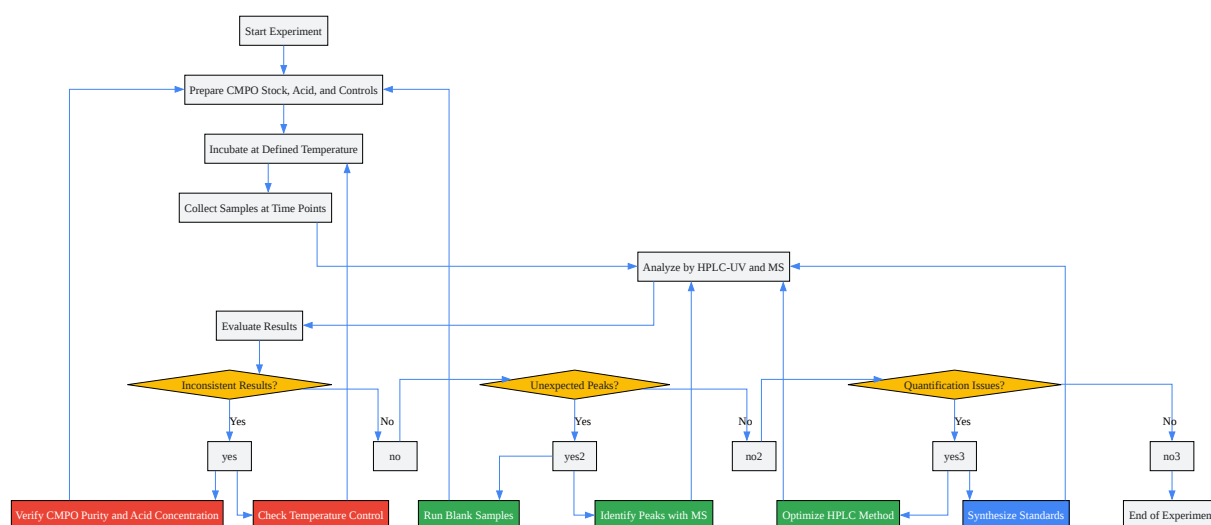 Start Experiment
Prepare CMPO Stock, Acid, and Controls
Incubate at Defined Temperature
Collect Samples at Time Points
Analyze by HPLC-UV and MS
Evaluate Results
Inconsistent Results?
Unexpected Peaks?
Quantification Issues?
Yes
No
Yes
No
Yes
No
yes
no
yes2
no2
yes3
no3
Verify CMPO Purity and Acid Concentration
Check Temperature Control
Run Blank Samples
Identify Peaks with MS
Optimize HPLC Method
Synthesize Standards
End of Experiment